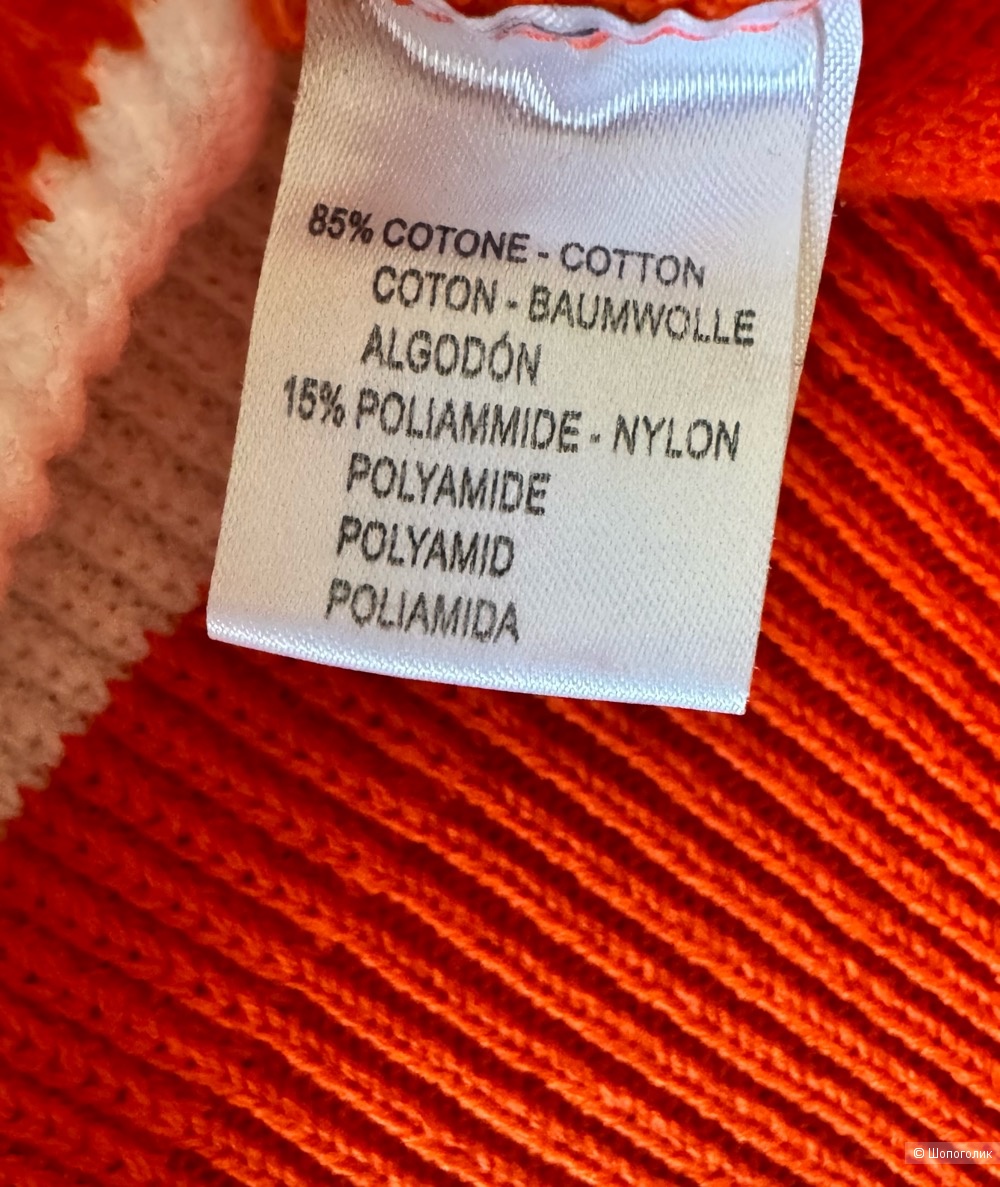 85% COTONE - COTTON
COTON - BAUMWOLLE
ALGODÓN
15% POLIAMMIDE - NYLON
POLYAMIDE
POLYAMID
POLIAMIDA
© Шопоголик